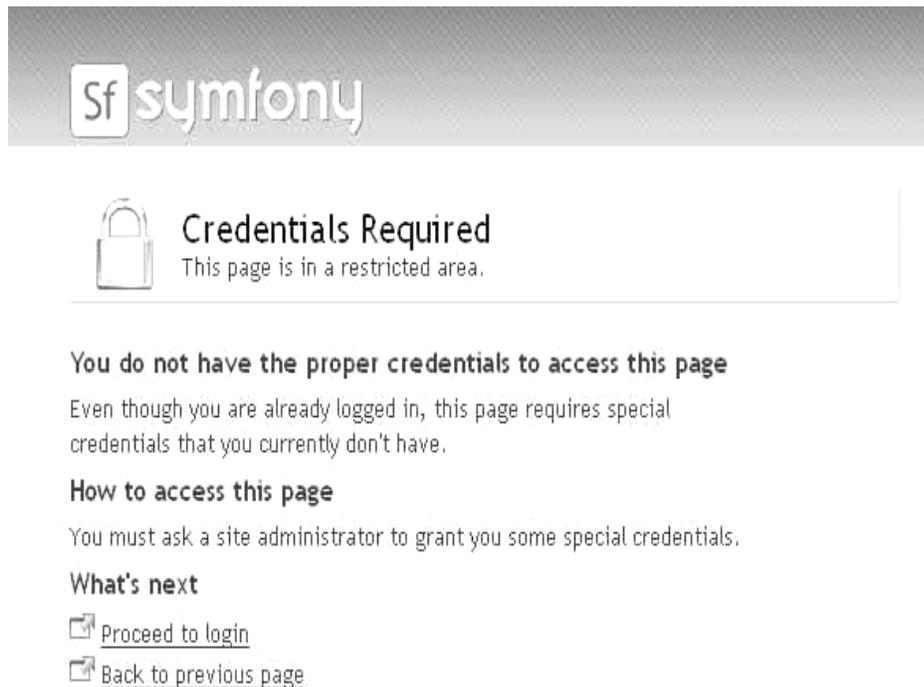 Sf symfony
Credentials Required
This page is in a restricted area.
You do not have the proper credentials to access this page
Even though you are already logged in, this page requires special
credentials that you currently don't have.
How to access this page
You must ask a site administrator to grant you some special credentials.
What's next
Proceed to login
Back to previous page